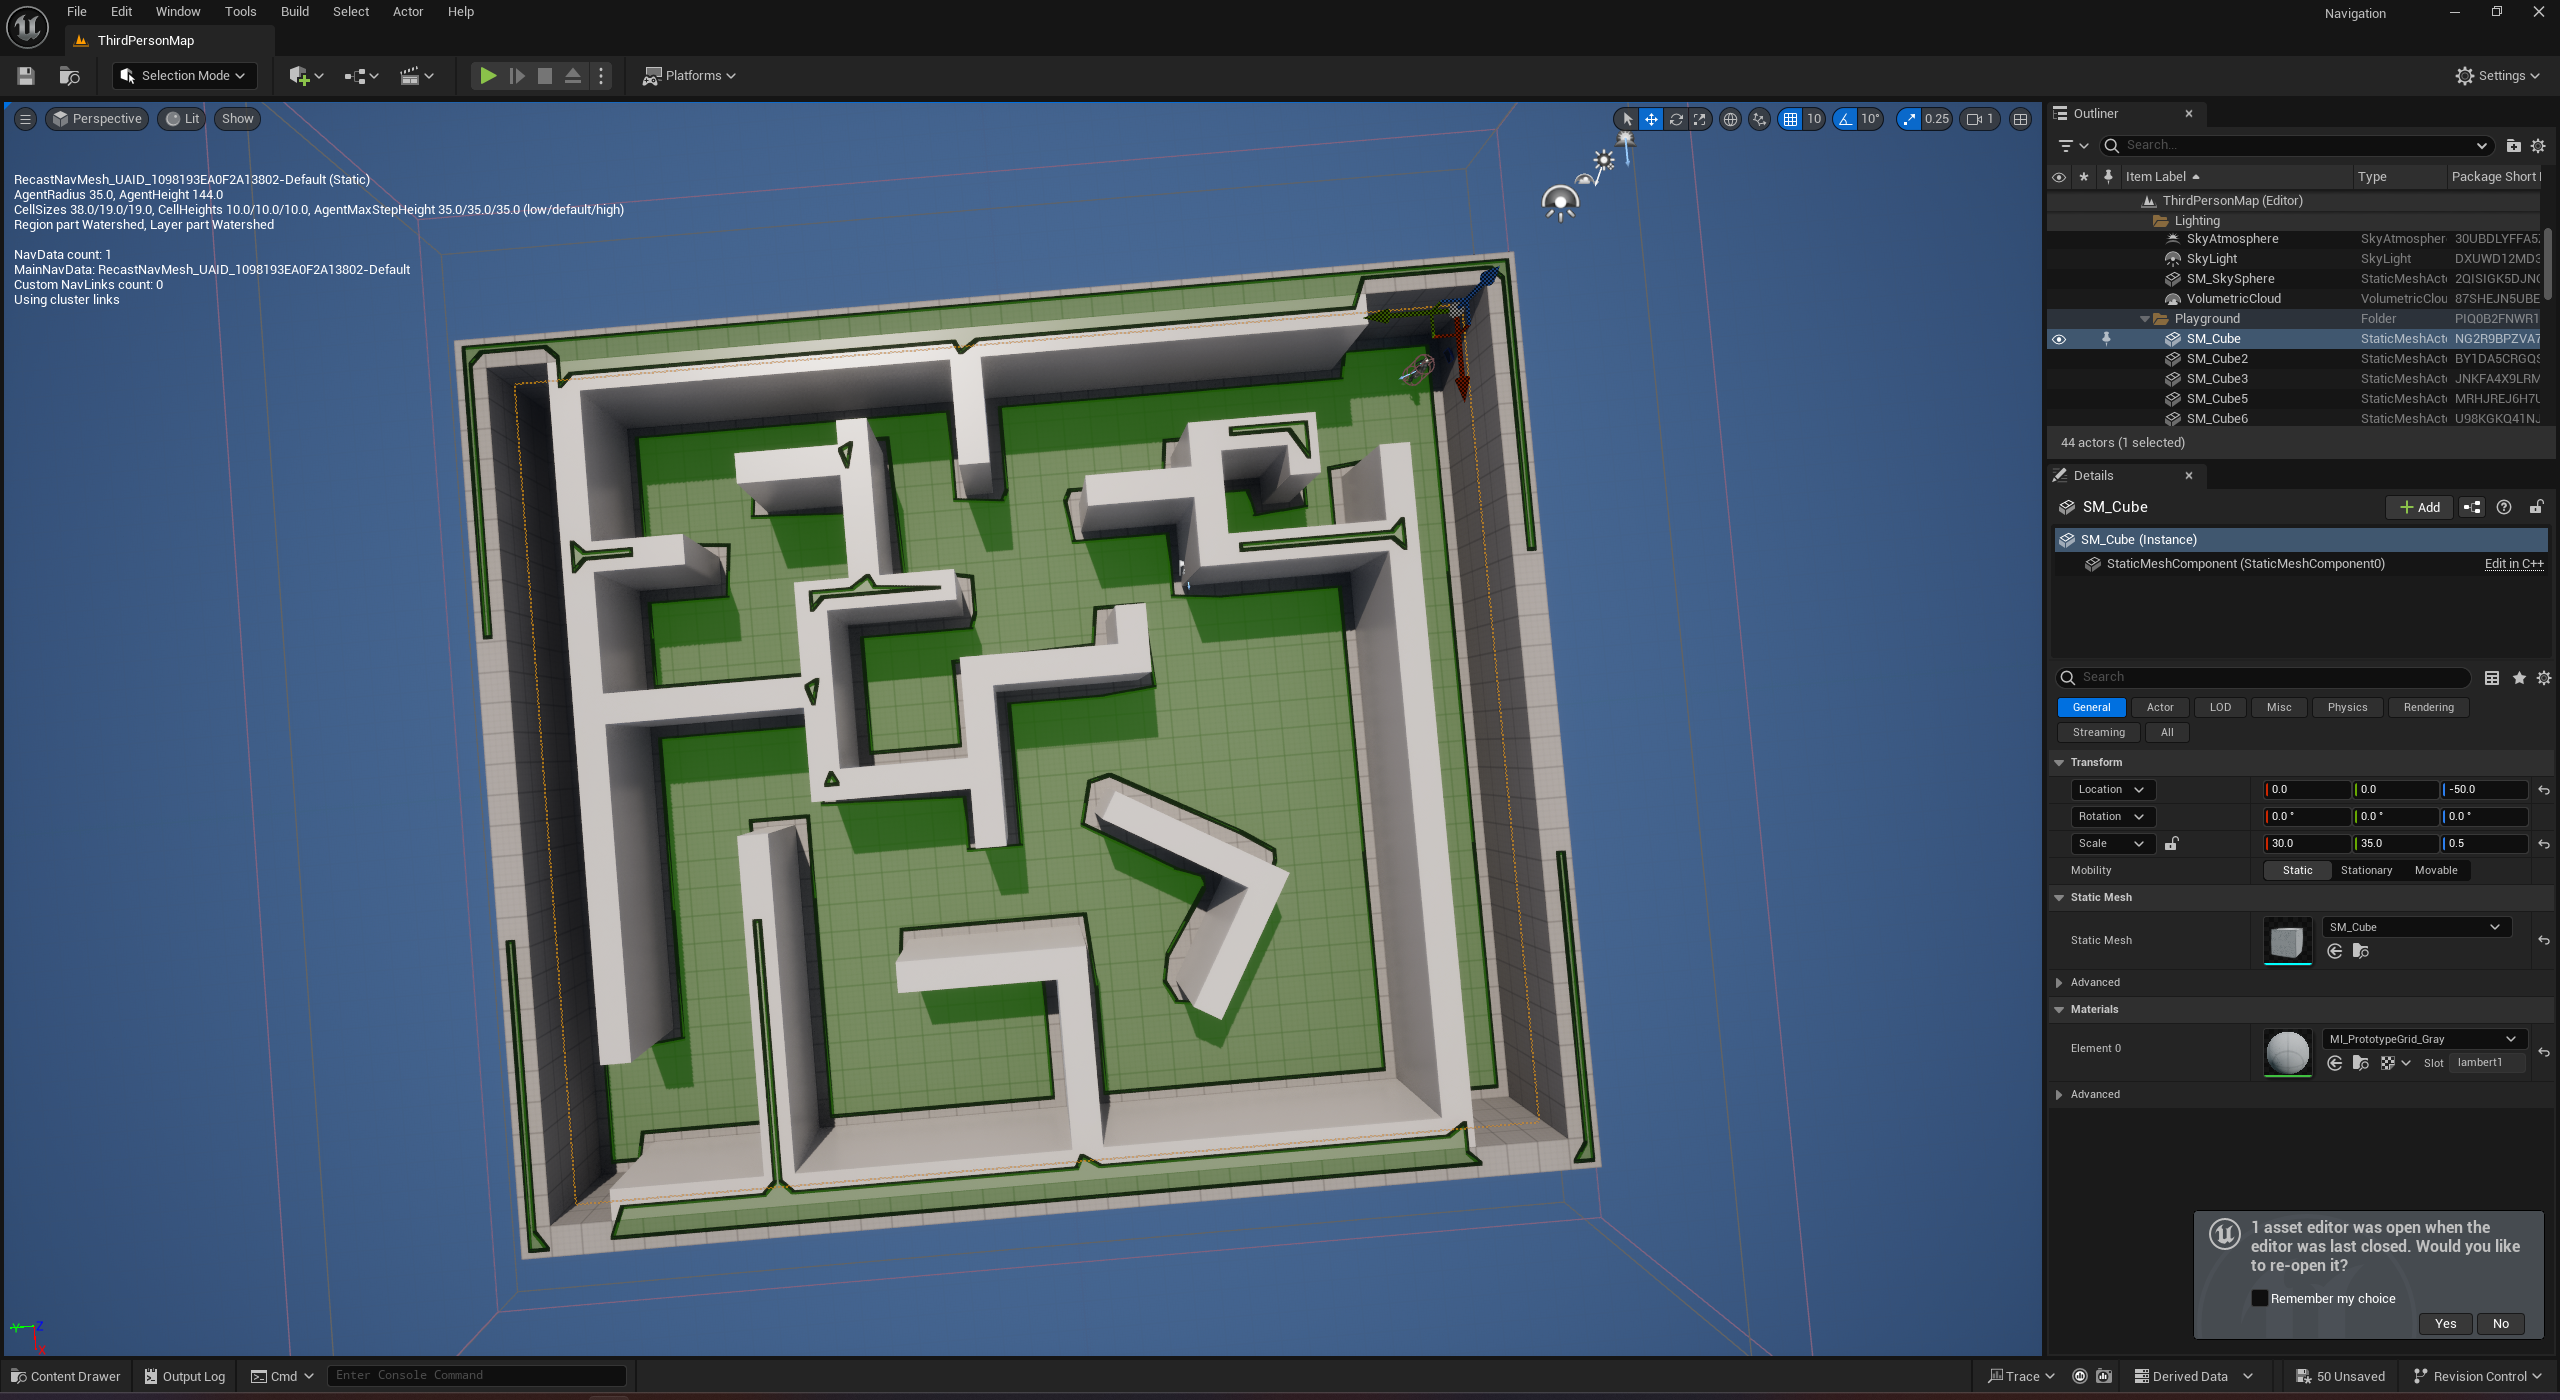 File Edit Window Tools Build Select Actor Help
Navigation
ThirdPersonMap
Selection Mode
Platforms
Settings
Perspective Lit Show
10 10° 0.25 1
RecastNavMesh_UAID_1098193EA0F2A13802-Default (Static)
AgentRadius 35.0, AgentHeight 144.0
CellSizes 38.0/19.0/19.0, CellHeights 10.0/10.0/10.0, AgentMaxStepHeight 35.0/35.0/35.0 (low/default/high)
Region part Watershed, Layer part Watershed
NavData count: 1
MainNavData: RecastNavMesh_UAID_1098193EA0F2A13802-Default
Custom NavLinks count: 0
Using cluster links
Outliner
Search...
Item Label Type Package Short
ThirdPersonMap (Editor)
Lighting
SkyAtmosphere SkyAtmospher
SkyLight SkyLight DXUWD12MD3
SM_SkySphere StaticMeshAct 2QISIGK5DJN
VolumetricCloud VolumetricClou 87SHEJN5UBE
Playground Folder PIQ0B2FNWR1
SM_Cube StaticMeshAct NG2R9BPZVA7
SM_Cube2 StaticMeshAct BY1DA5CRGQS
SM_Cube3 StaticMeshAct JNKFA4X9LRM
SM_Cube5 StaticMeshAct MRHJREJ6H7U
SM_Cube6 StaticMeshAct U98KGKQ41NJ
44 actors (1 selected)
Details
SM_Cube
Add
SM_Cube (Instance)
StaticMeshComponent (StaticMeshComponent0) Edit in C++
Search
General Actor LOD Misc Physics Rendering
Streaming All
Transform
Location 0.0 0.0 -50.0
Rotation 0.0 ° 0.0 ° 0.0 °
Scale 30.0 35.0 0.5
Mobility Static Stationary Movable
Static Mesh
Static Mesh SM_Cube
Advanced
Materials
Element 0 MI_PrototypeGrid_Gray
Slot lambert1
Advanced
1 asset editor was open when the
editor was last closed. Would you like
to re-open it?
Remember my choice
Yes No
Y Z
X
Content Drawer Output Log Cmd Enter Console Command
Trace Derived Data 50 Unsaved Revision Control